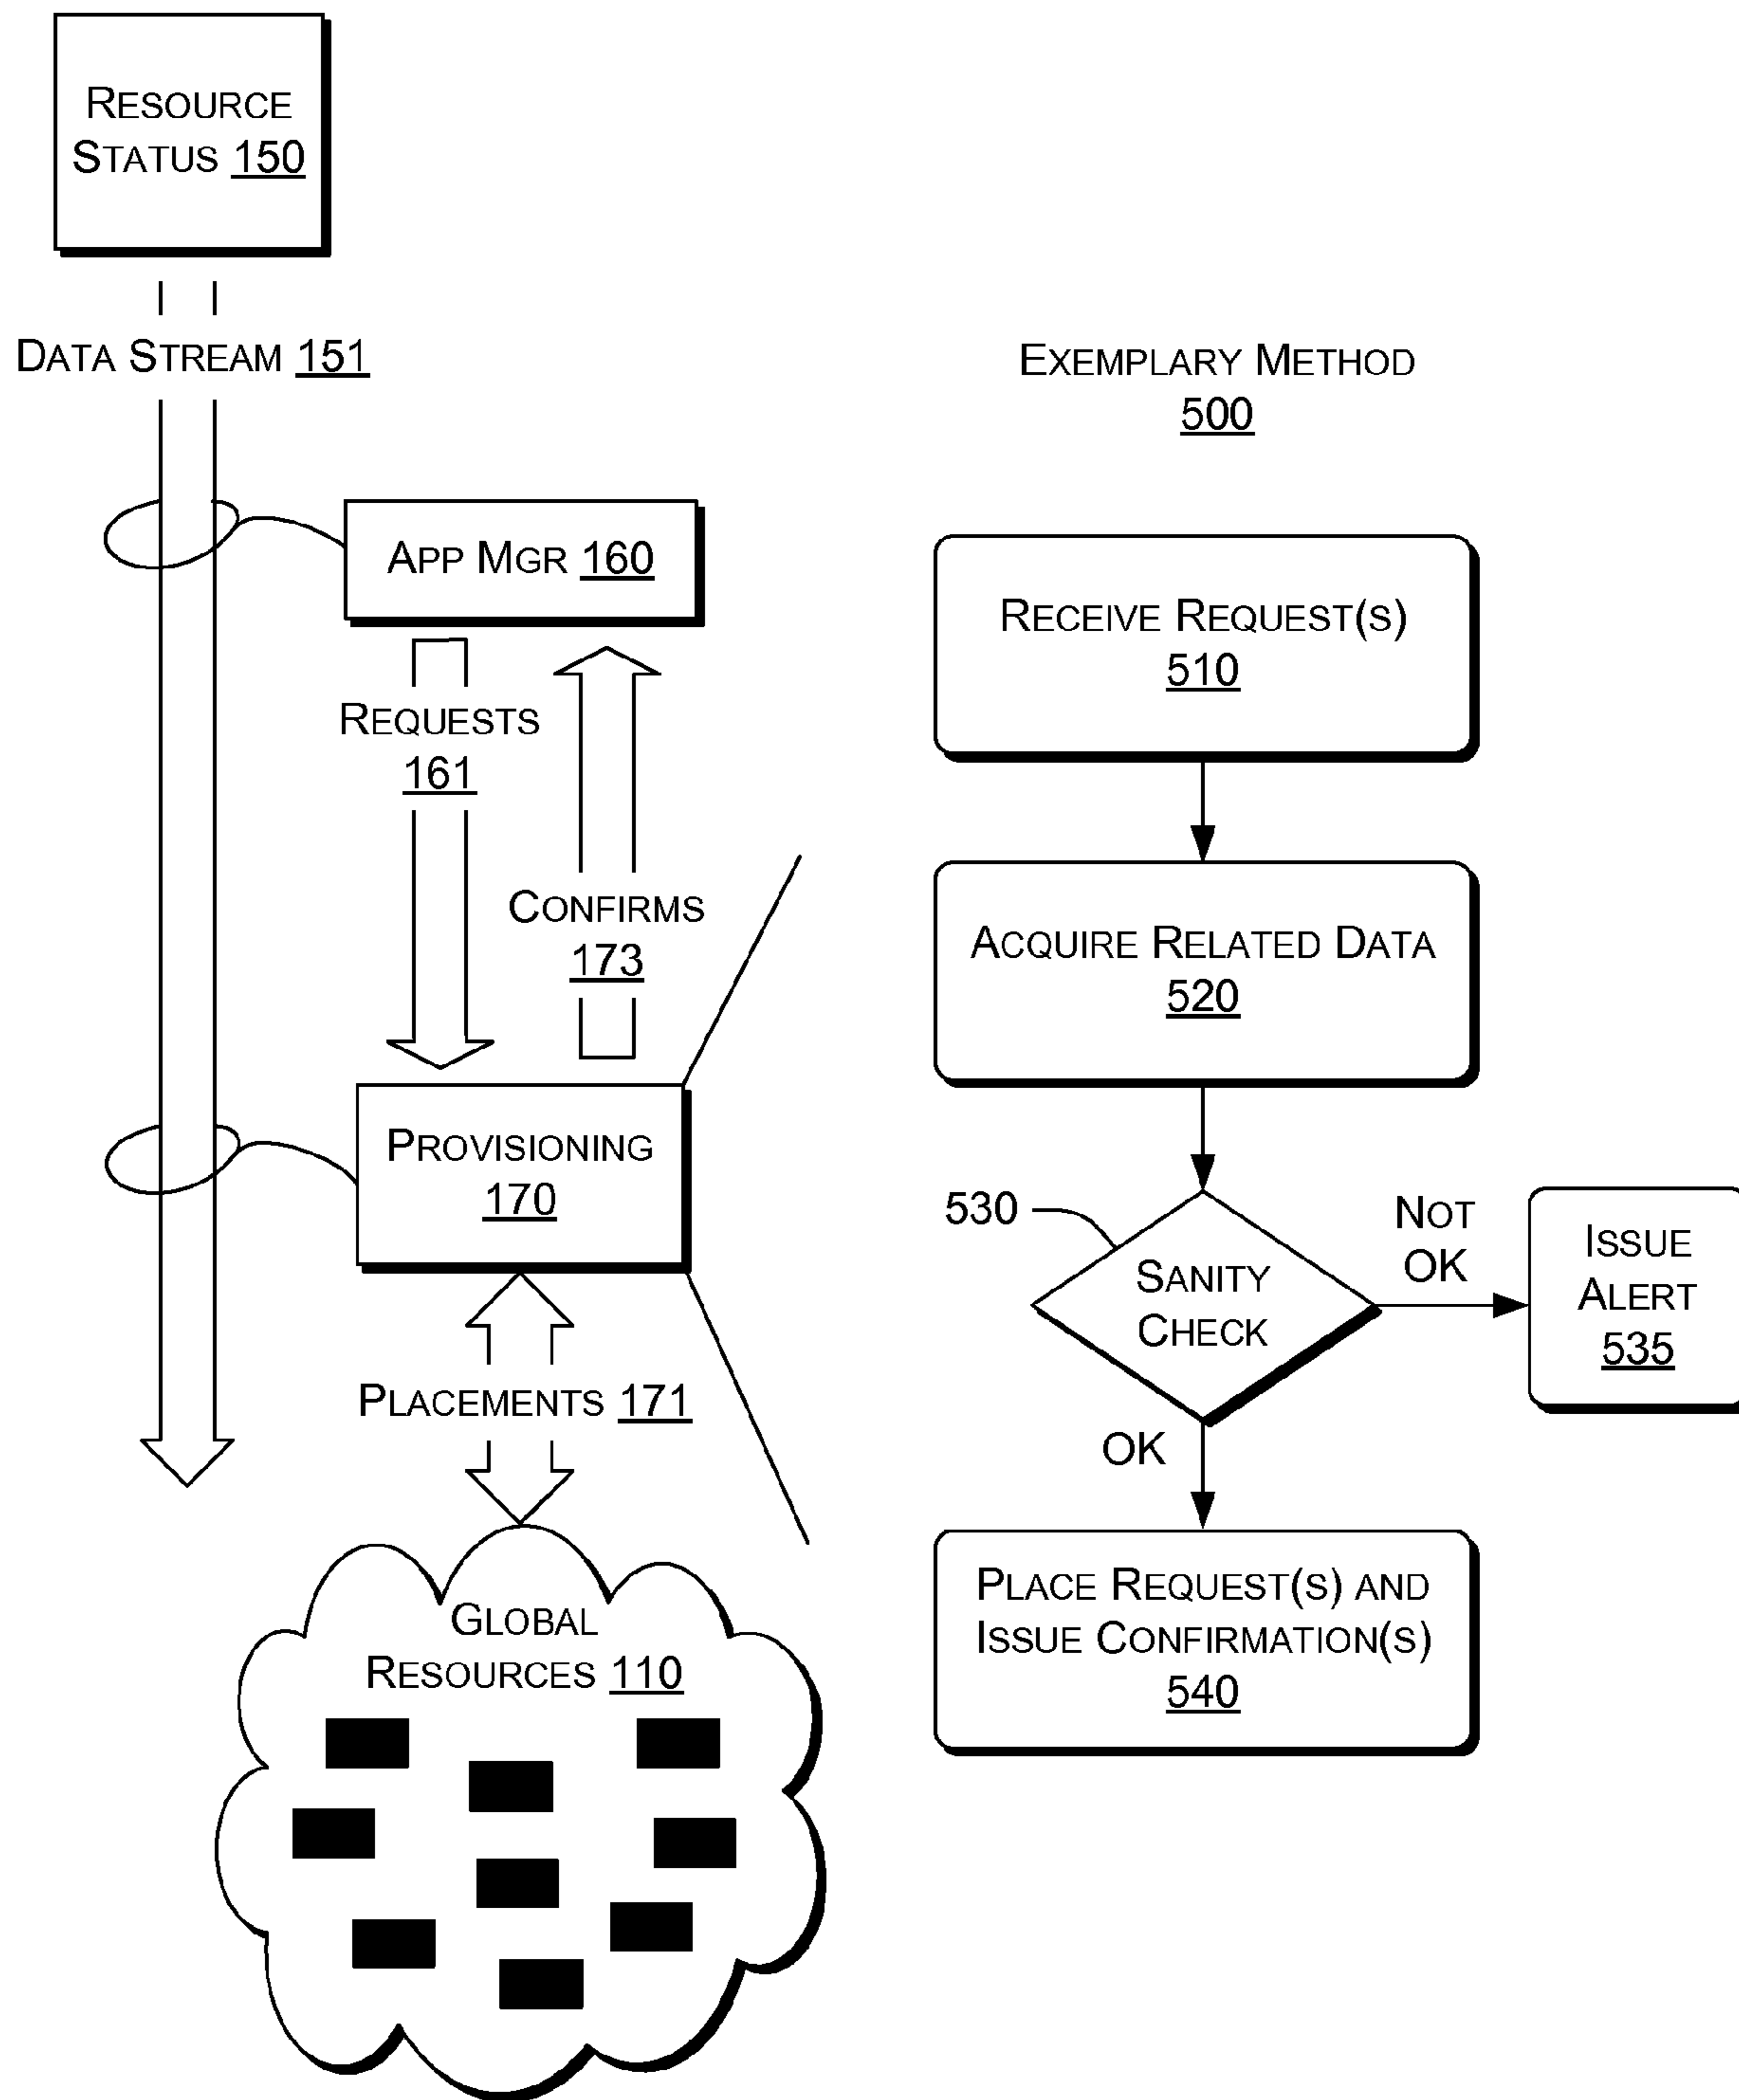 RESOURCE
STATUS 150
DATA STREAM 151
APP MGR 160
REQUESTS
161
CONFIRMS
173
PROVISIONING
170
PLACEMENTS 171
GLOBAL
RESOURCES 110
EXEMPLARY METHOD
500
RECEIVE REQUEST(S)
510
ACQUIRE RELATED DATA
520
530
SANITY
CHECK
NOT
OK
ISSUE
ALERT
535
OK
PLACE REQUEST(S) AND
ISSUE CONFIRMATION(S)
540